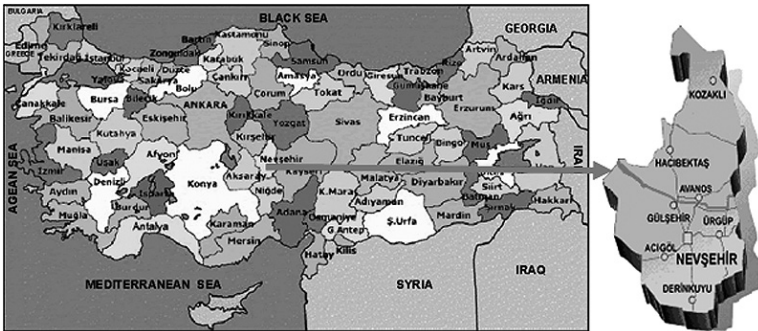 BULGARIA
BLACK SEA
GEORGIA
Kırklareli
Edirne
GREECE
Tekirdağ
İstanbul
Bartın
Kastamonu
Sinop
Zonguldak
Karabük
Samsun
Artvin
Ardahan
Rize
Trabzon
Giresun
Ordu
ARMENIA
Kocaeli
Düzce
Yalova
Sakarya
Bolu
Çankırı
Amasya
Tokat
Gümüşhane
Bayburt
Kars
Çanakkale
Bursa
Bilecik
ANKARA
Çorum
Erzincan
Erzurum
Iğdır
Ağrı
Balıkesir
Eskişehir
Kırıkkale
Yozgat
Sivas
Kutahya
Kırşehir
Tunceli
Bingöl
Muş
Manisa
Uşak
Afyon
Nevşehir
Kayseri
Elazığ
IRAN
AGEAN SEA
İzmir
Konya
Aksaray
Niğde
Malatya
Diyarbakır
Siirt
Aydın
Denizli
Isparta
Burdur
K.Mara
Adıyaman
Batman
Şırnak
Hakkari
Muğla
Antalya
Karaman
Adana
Osmaniye
G.Antep
Ş.Urfa
Mardin
Mersin
Hatay
Kilis
MEDITERRANEAN SEA
SYRIA
IRAQ
KOZAKLI
HACIBEKTAŞ
AVANOS
GÜLŞEHİR
ÜRGÜP
ACIGÖL
NEVŞEHİR
DERİNKUYU